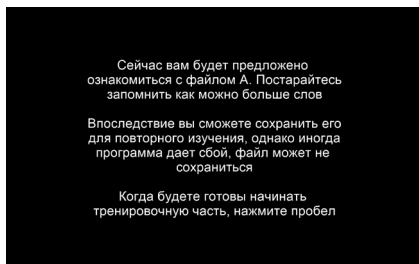 Сейчас вам будет предложено
ознакомиться с файлом А. Постарайтесь
запомнить как можно больше слов
Впоследствие вы сможете сохранить его
для повторного изучения, однако иногда
программа дает сбой, файл может не
сохраниться
Когда будете готовы начинать
тренировочную часть, нажмите пробел